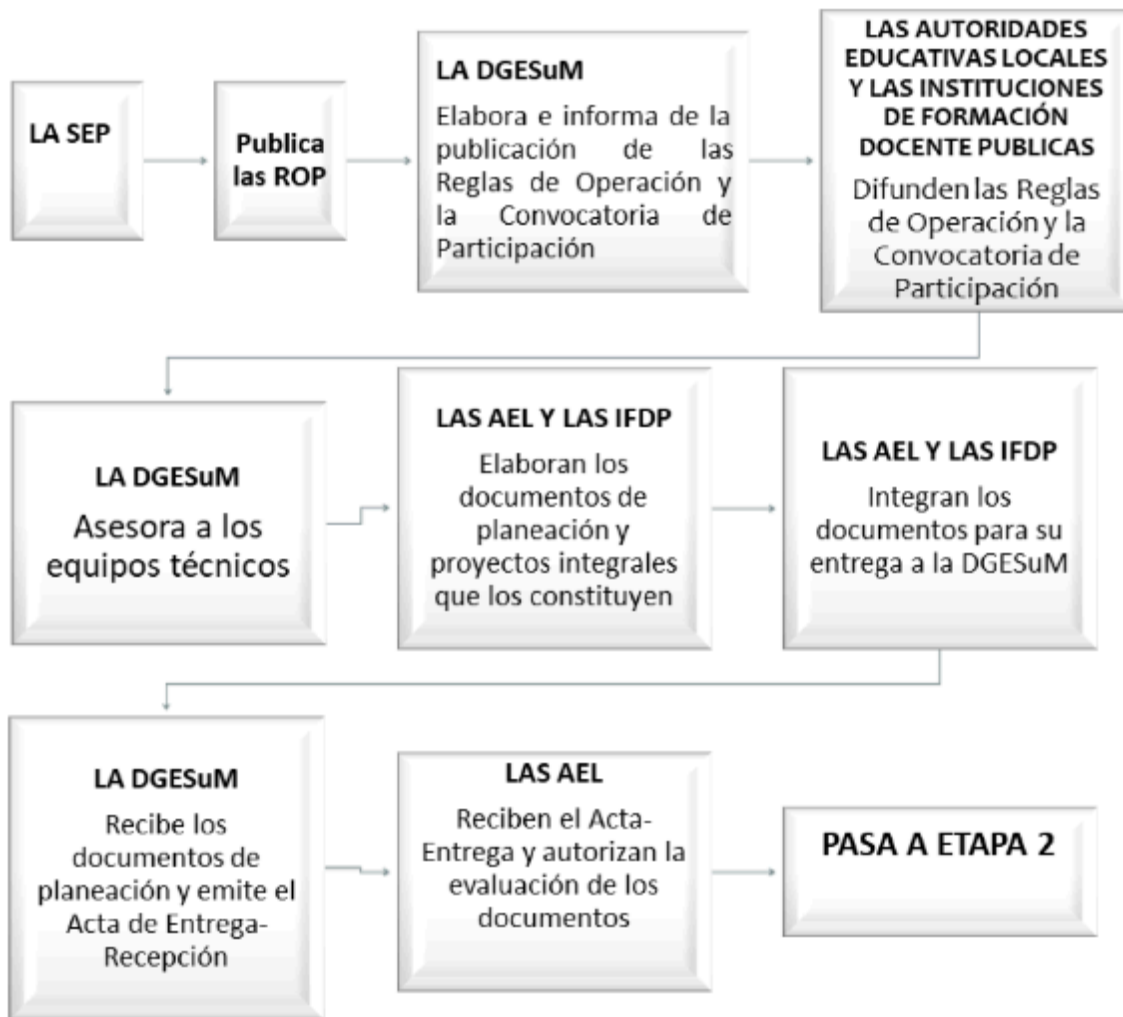 LA SEP
Publica
las ROP
LA DGESuM
Elabora e informa de la
publicación de las
Reglas de Operación y
la Convocatoria de
Participación
LAS AUTORIDADES
EDUCATIVAS LOCALES
Y LAS INSTITUCIONES
DE FORMACIÓN
DOCENTE PUBLICAS
Difunden las Reglas
de Operación y la
Convocatoria de
Participación
LA DGESuM
Asesora a los
equipos técnicos
LAS AEL Y LAS IFDP
Elaboran los
documentos de
planeación y
proyectos integrales
que los constituyen
LAS AEL Y LAS IFDP
Integran los
documentos para su
entrega a la DGESuM
LA DGESuM
Recibe los
documentos de
planeación y emite el
Acta de Entrega-
Recepción
LAS AEL
Reciben el Acta-
Entrega y autorizan la
evaluación de los
documentos
PASA A ETAPA 2